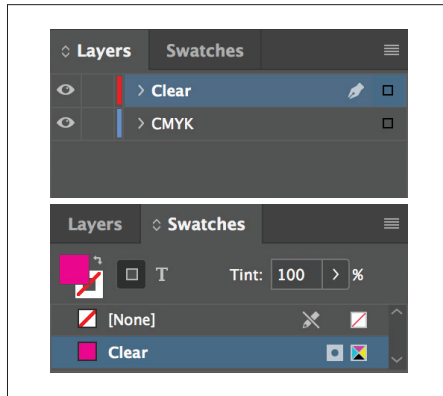 Layers Swatches
Clear
CMYK
Layers Swatches
T Tint: 100 %
[None]
Clear